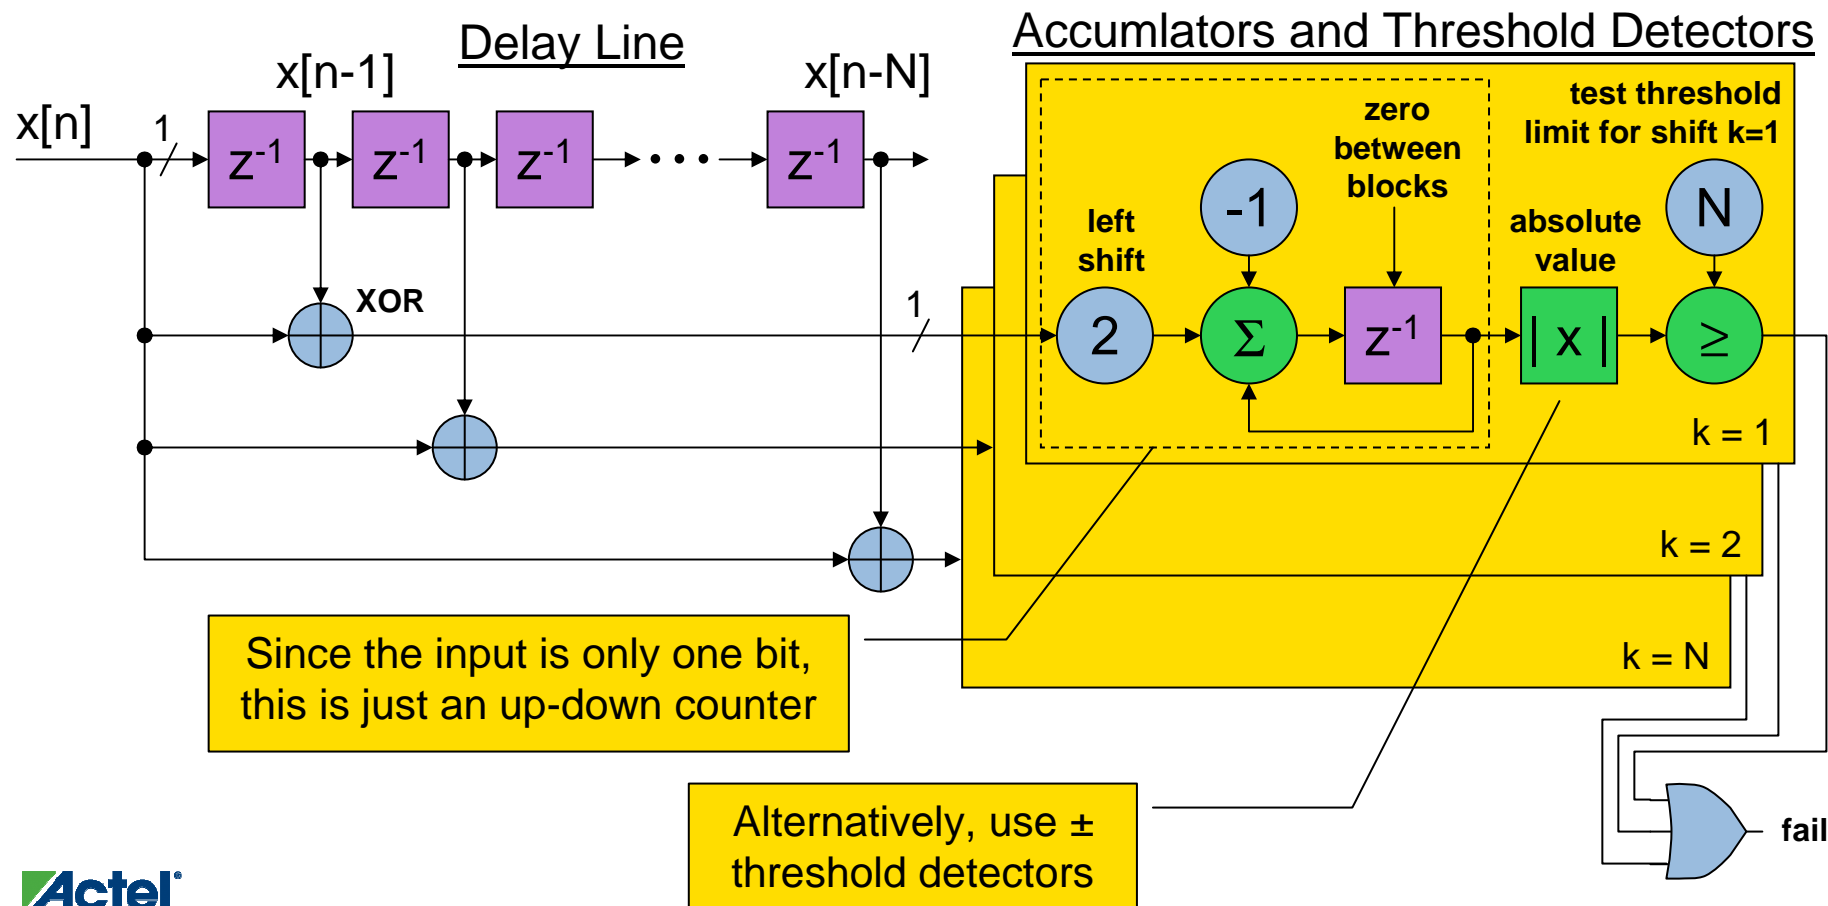 Delay Line
Accumlators and Threshold Detectors
x[n]
1
x[n-1]
x[n-N]
z-1
z-1
z-1
• • •
z-1
XOR
1
zero
between
blocks
test threshold
limit for shift k=1
left
shift
-1
absolute
value
N
2
Σ
z-1
| x |
≥
k = 1
k = 2
k = N
Since the input is only one bit,
this is just an up-down counter
Alternatively, use ±
threshold detectors
fail
Actel